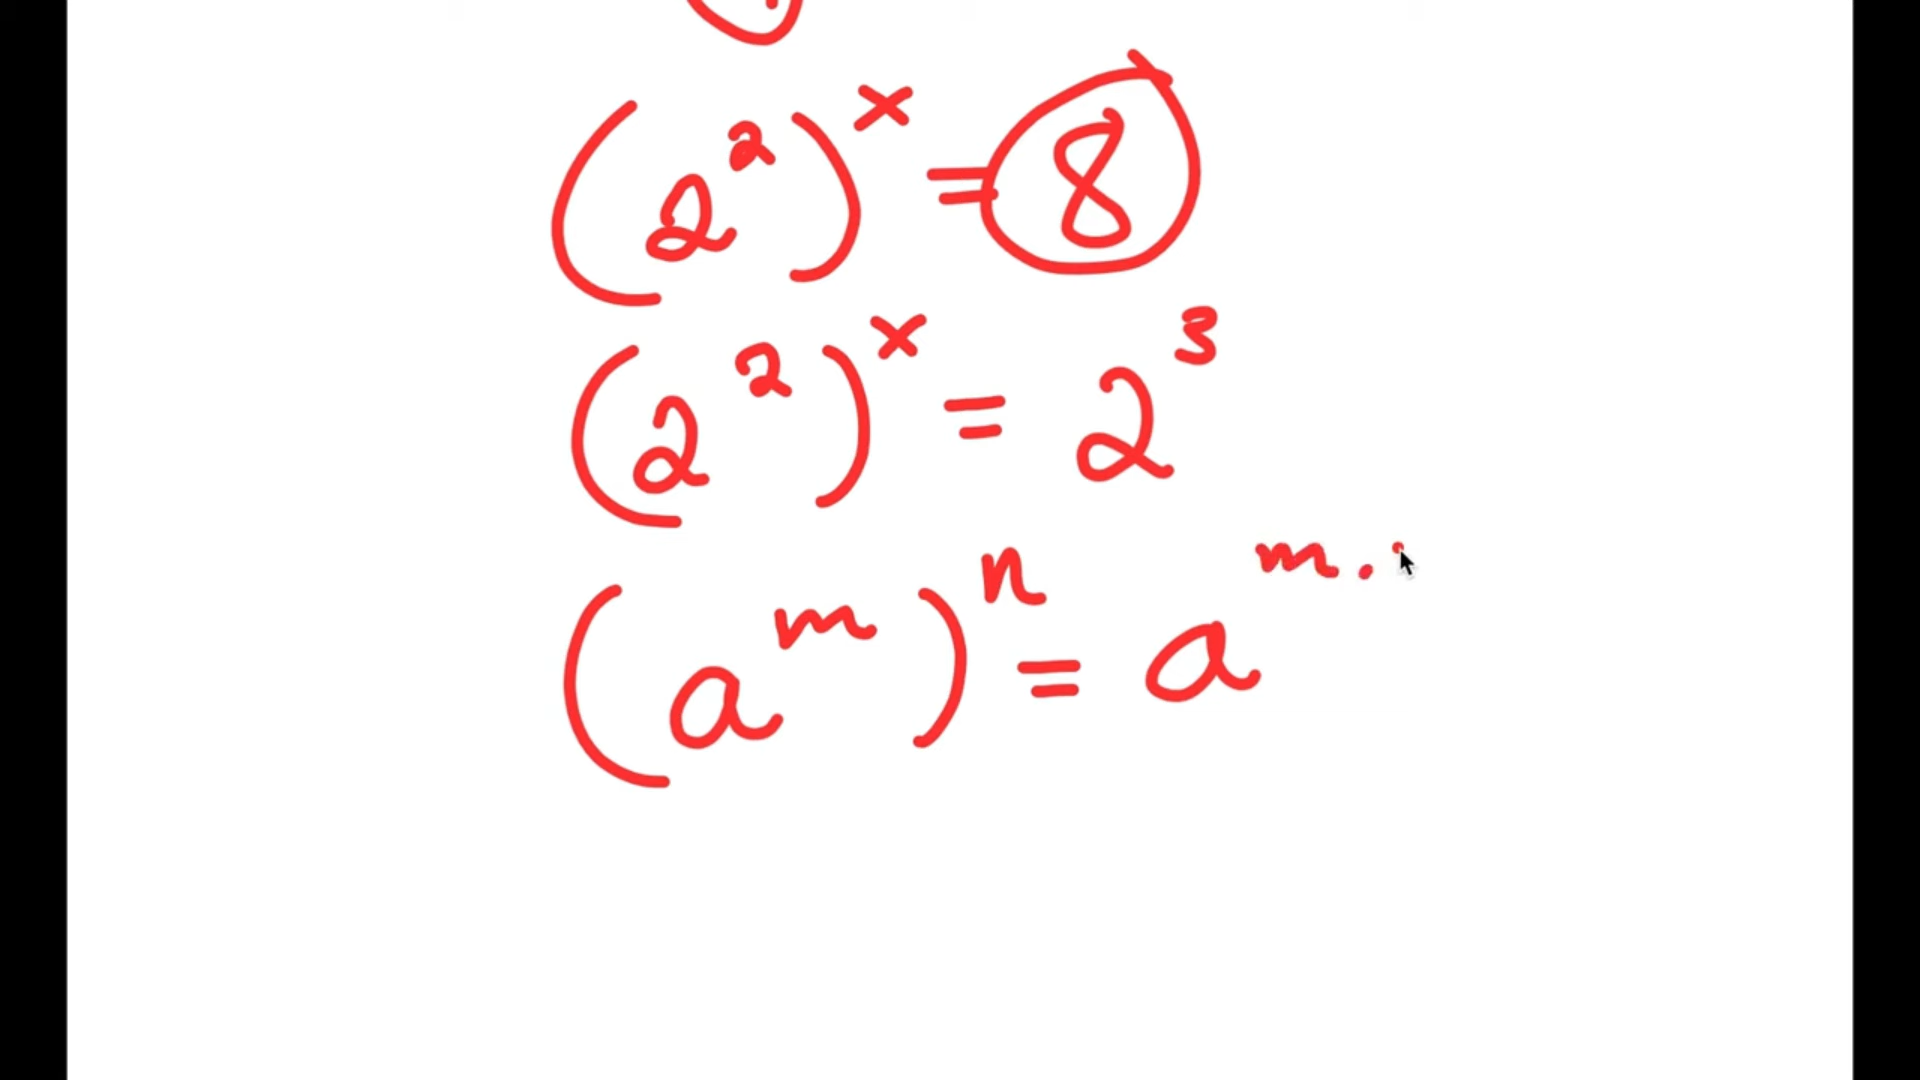 (2²)ˣ = 8
(2²)ˣ = 2³
(aᵐ)ⁿ = aᵐ·